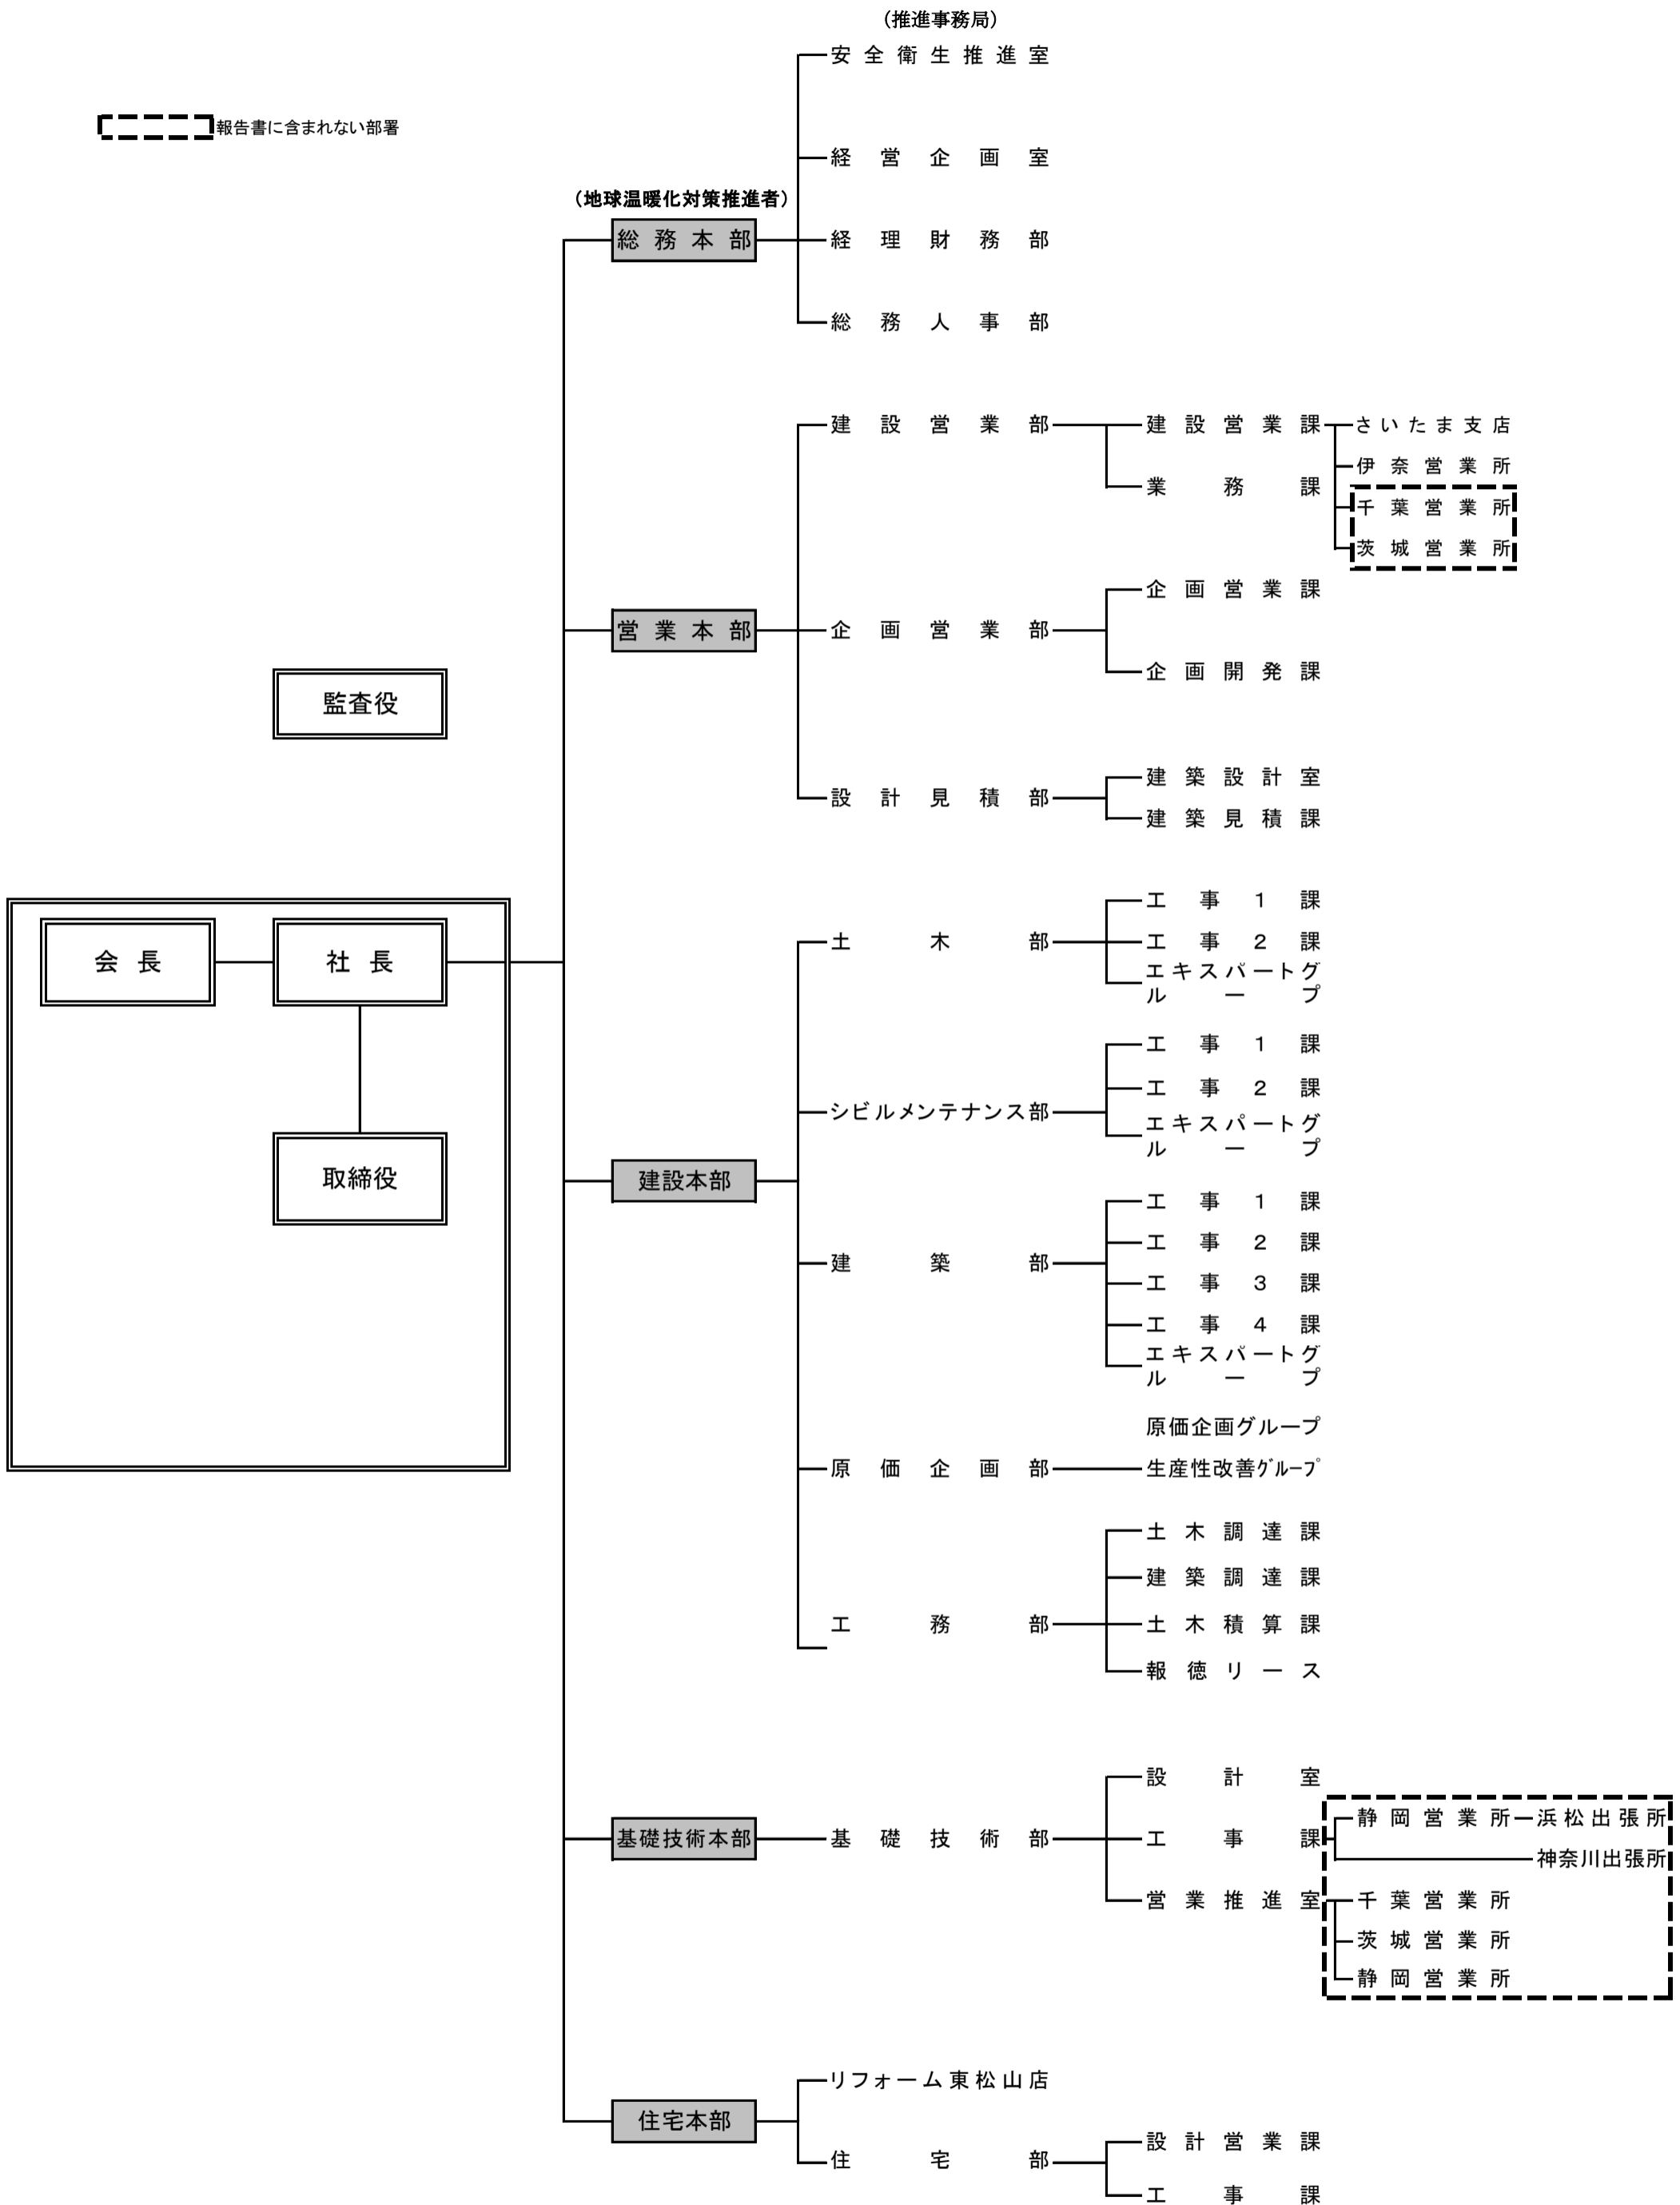 （推進事務局）
安全衛生推進室
報告書に含まれない部署
経営企画室
（地球温暖化対策推進者）
総務本部
経理財務部
総務人事部
建設営業部
建設営業課
さいたま支店
伊奈営業所
業務課
千葉営業所
茨城営業所
企画営業課
営業本部
企画営業部
企画開発課
監査役
建築設計室
設計見積部
建築見積課
工事1課
土木部
工事2課
エキスパートグ
ループ
会長
社長
工事1課
工事2課
シビルメンテナンス部
エキスパートグ
ループ
取締役
建設本部
工事1課
工事2課
建築部
工事3課
工事4課
エキスパートグ
ループ
原価企画グループ
原価企画部
生産性改善ｸﾞﾙｰﾌﾟ
土木調達課
建築調達課
工務部
土木積算課
報徳リース
設計室
静岡営業所
浜松出張所
基礎技術本部
基礎技術部
工事課
神奈川出張所
営業推進室
千葉営業所
茨城営業所
静岡営業所
リフォーム東松山店
住宅本部
設計営業課
住宅部
工事課